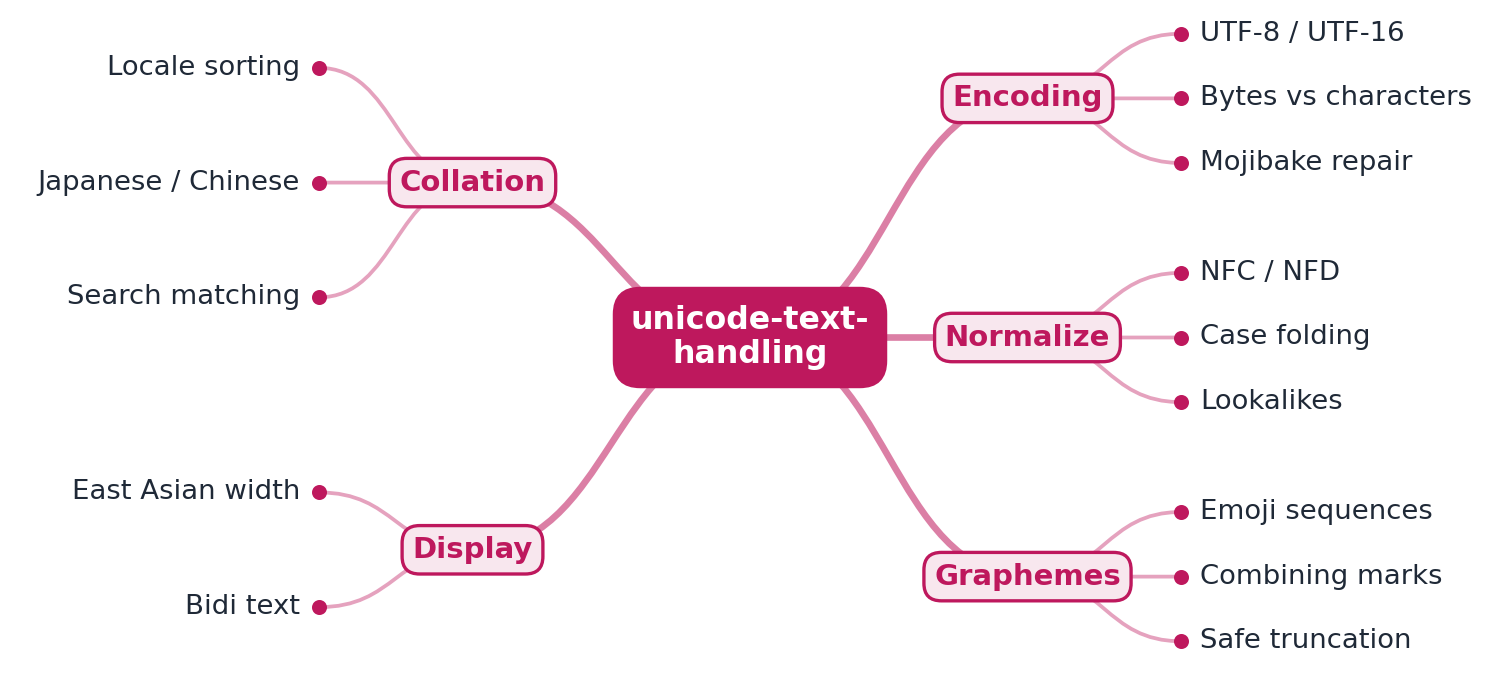 unicode-text-
handling
Encoding
UTF-8 / UTF-16
Bytes vs characters
Mojibake repair
Normalize
NFC / NFD
Case folding
Lookalikes
Graphemes
Emoji sequences
Combining marks
Safe truncation
Collation
Locale sorting
Japanese / Chinese
Search matching
Display
East Asian width
Bidi text